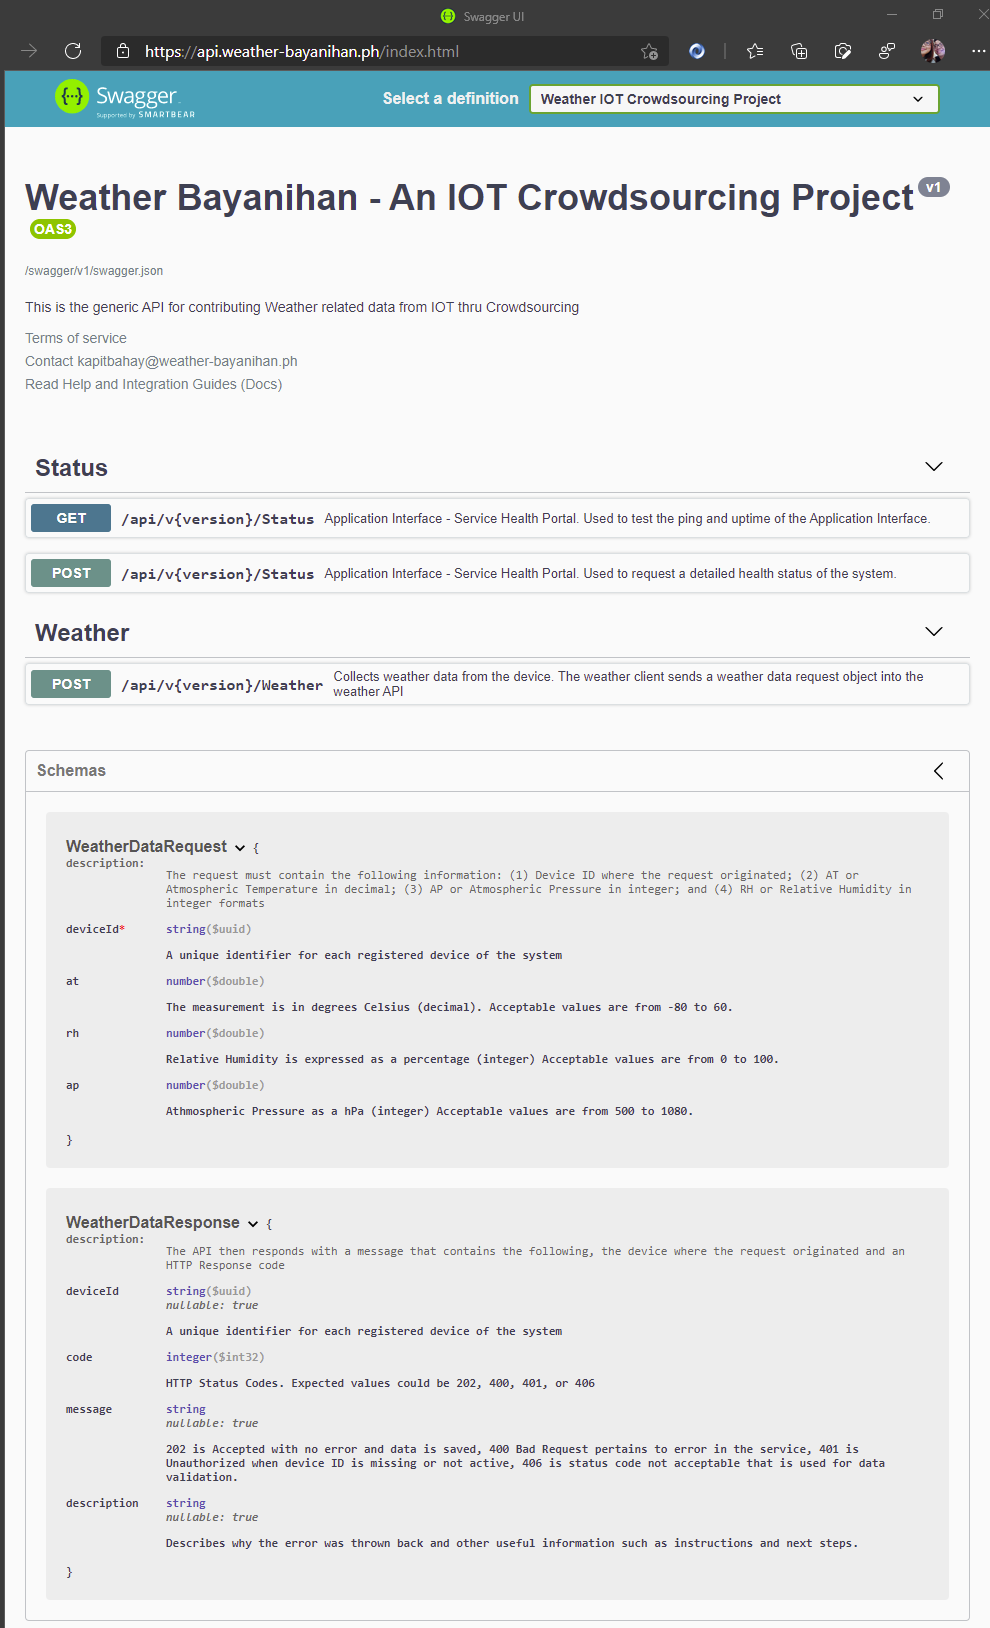 Swagger UI
https://api.weather-bayanihan.ph/index.html
Swagger
Supported by SMARTBEAR
Select a definition
Weather IOT Crowdsourcing Project
Weather Bayanihan - An IOT Crowdsourcing Project v1
OAS3
/swagger/v1/swagger.json
This is the generic API for contributing Weather related data from IOT thru Crowdsourcing
Terms of service
Contact kapitbahay@weather-bayanihan.ph
Read Help and Integration Guides (Docs)
Status
GET /api/v{version}/Status Application Interface - Service Health Portal. Used to test the ping and uptime of the Application Interface.
POST /api/v{version}/Status Application Interface - Service Health Portal. Used to request a detailed health status of the system.
Weather
POST /api/v{version}/Weather Collects weather data from the device. The weather client sends a weather data request object into the
weather API
Schemas
WeatherDataRequest {
description:
The request must contain the following information: (1) Device ID where the request originated; (2) AT or
Atmospheric Temperature in decimal; (3) AP or Atmospheric Pressure in integer; and (4) RH or Relative Humidity in
integer formats
deviceId* string($uuid)
A unique identifier for each registered device of the system
at number($double)
The measurement is in degrees Celsius (decimal). Acceptable values are from -80 to 60.
rh number($double)
Relative Humidity is expressed as a percentage (integer) Acceptable values are from 0 to 100.
ap number($double)
Athmospheric Pressure as a hPa (integer) Acceptable values are from 500 to 1080.
}
WeatherDataResponse {
description:
The API then responds with a message that contains the following, the device where the request originated and an
HTTP Response code
deviceId string($uuid)
nullable: true
A unique identifier for each registered device of the system
code integer($int32)
HTTP Status Codes. Expected values could be 202, 400, 401, or 406
message string
nullable: true
202 is Accepted with no error and data is saved, 400 Bad Request pertains to error in the service, 401 is
Unauthorized when device ID is missing or not active, 406 is status code not acceptable that is used for data
validation.
description string
nullable: true
Describes why the error was thrown back and other useful information such as instructions and next steps.
}